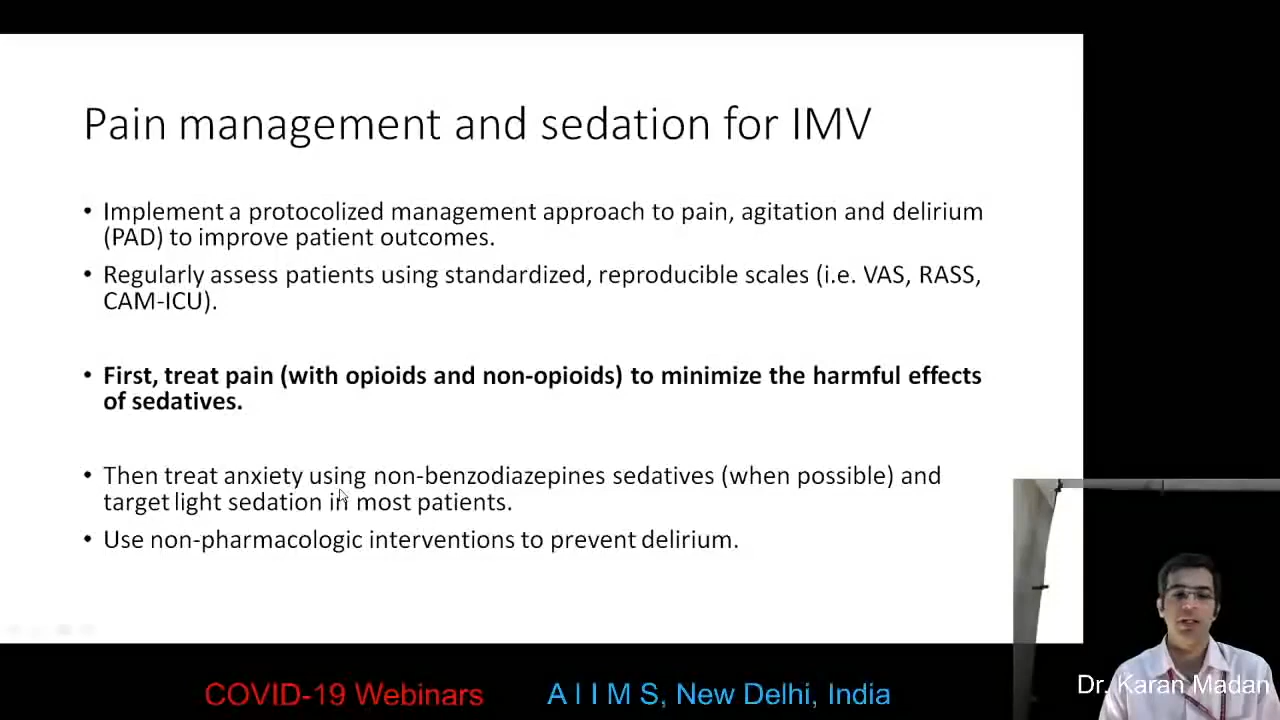 Pain management and sedation for IMV
• Implement a protocolized management approach to pain, agitation and delirium
(PAD) to improve patient outcomes.
• Regularly assess patients using standardized, reproducible scales (i.e. VAS, RASS,
CAM-ICU).
• First, treat pain (with opioids and non-opioids) to minimize the harmful effects
of sedatives.
• Then treat anxiety using non-benzodiazepines sedatives (when possible) and
target light sedation in most patients.
• Use non-pharmacologic interventions to prevent delirium.
Dr. Karan Madan
COVID-19 Webinars A I I M S, New Delhi, India